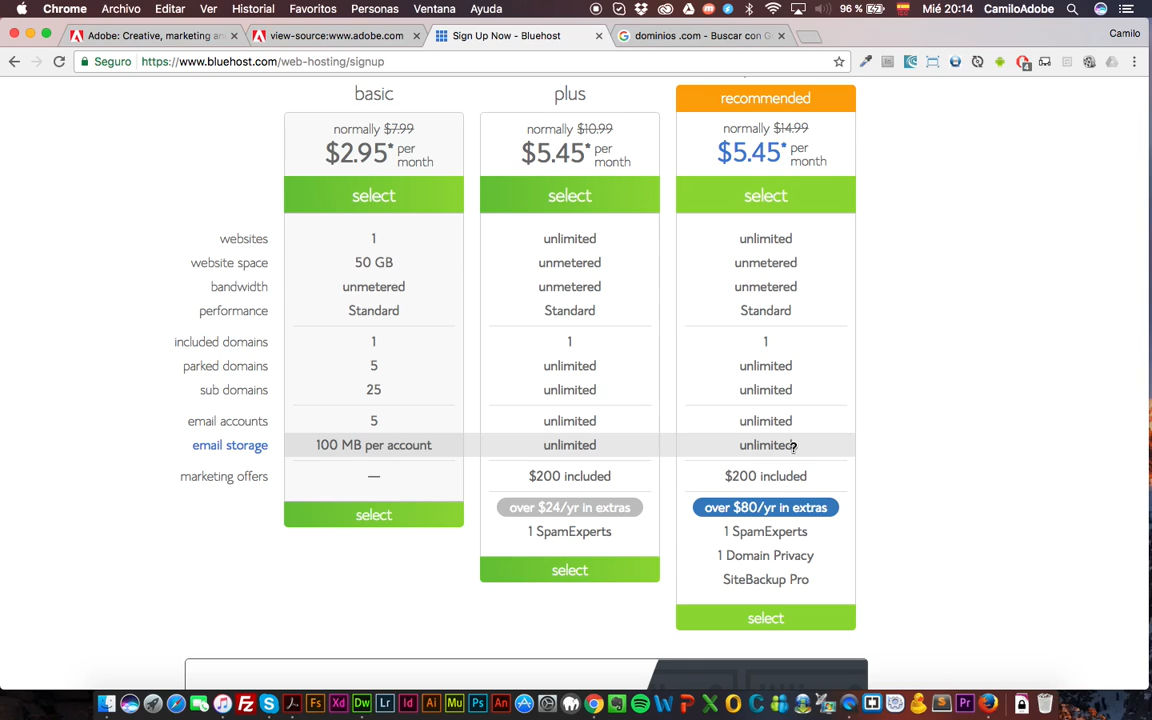 Chrome Archivo Editar Ver Historial Favoritos Personas Ventana Ayuda 96 % Mié 20:14 CamiloAdobe
Adobe: Creative, marketing an view-source:www.adobe.com Sign Up Now - Bluehost dominios .com - Buscar con G Camilo
Seguro https://www.bluehost.com/web-hosting/signup
basic plus recommended
normally $7.99 normally $10.99 normally $14.99
$2.95* per month $5.45* per month $5.45* per month
select select select
websites 1 unlimited unlimited
website space 50 GB unmetered unmetered
bandwidth unmetered unmetered unmetered
performance Standard Standard Standard
included domains 1 1 1
parked domains 5 unlimited unlimited
sub domains 25 unlimited unlimited
email accounts 5 unlimited unlimited
email storage 100 MB per account unlimited unlimited
marketing offers — $200 included $200 included
select over $24/yr in extras over $80/yr in extras
1 SpamExperts 1 SpamExperts
1 Domain Privacy
select SiteBackup Pro
select